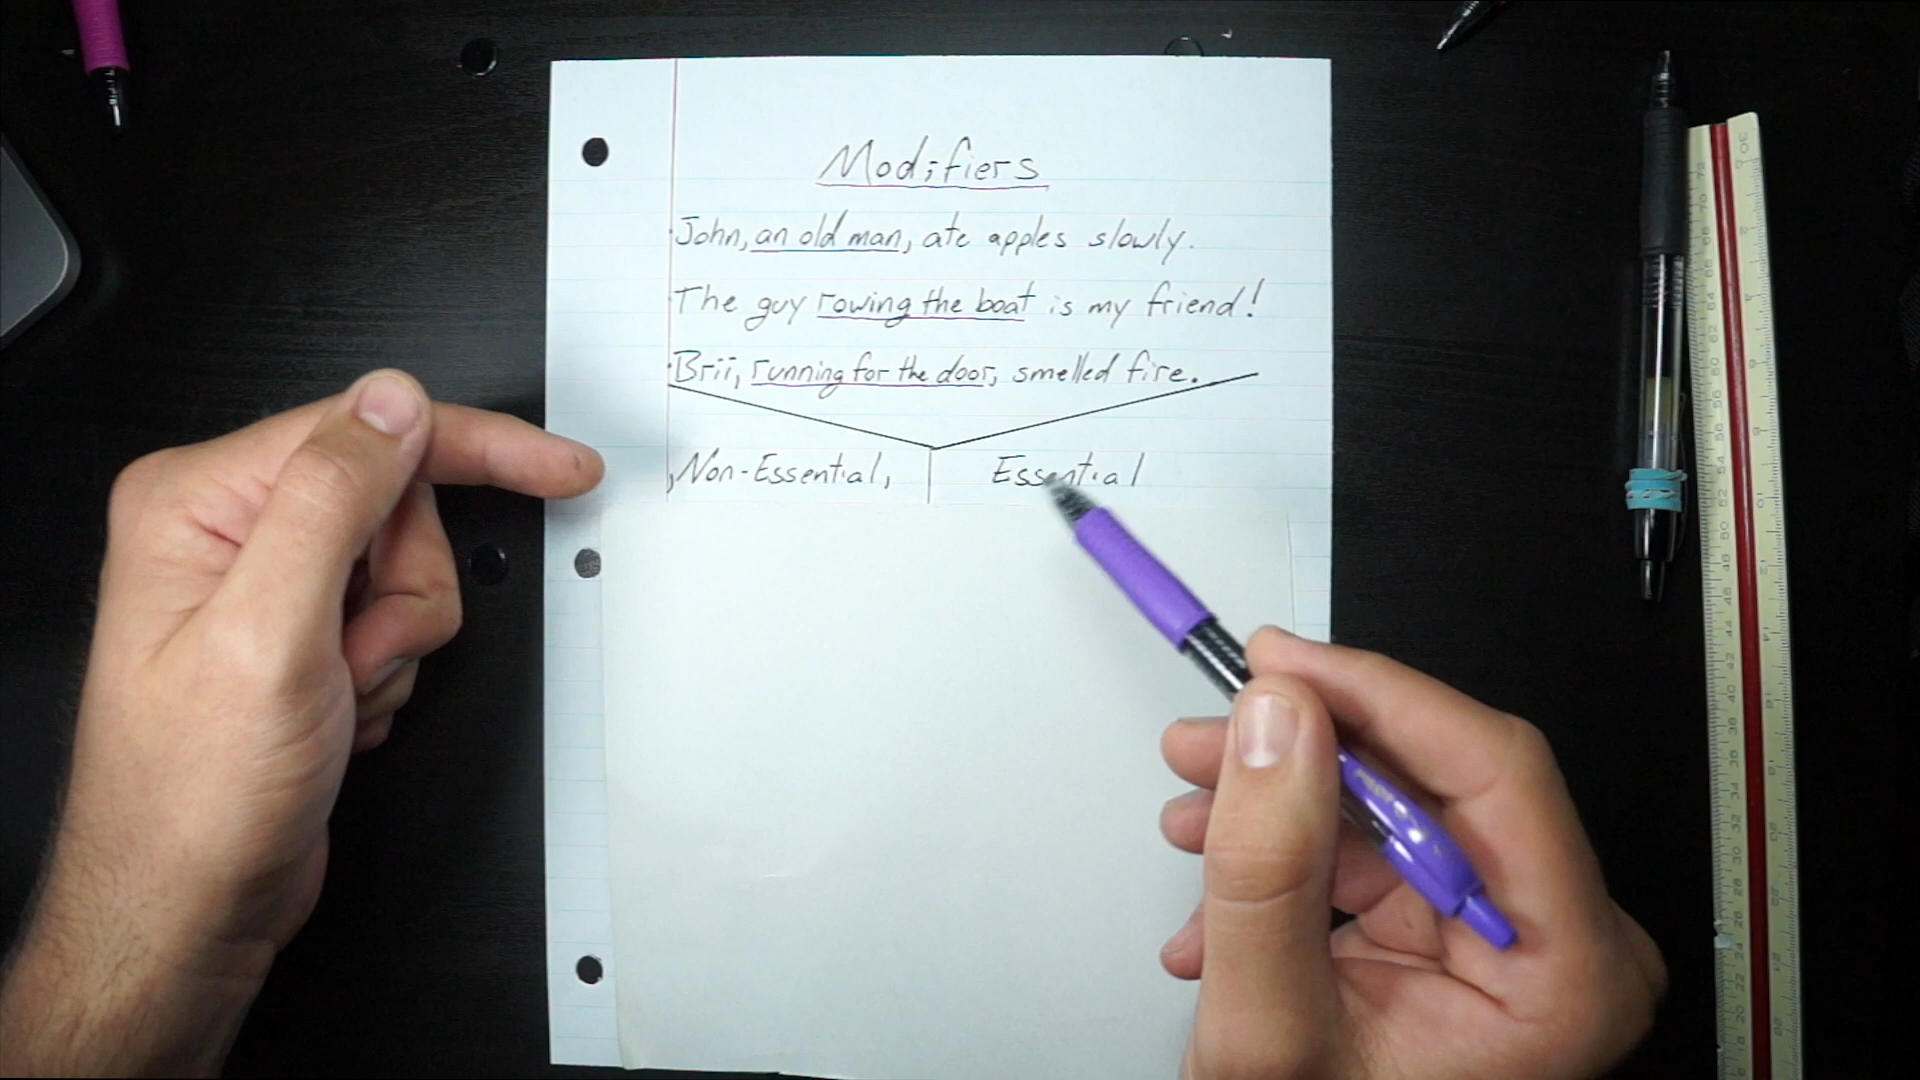 Modifiers
John, an old man, ate apples slowly.
The guy rowing the boat is my friend!
Brii, running for the door, smelled fire.
,Non-Essential, Essential